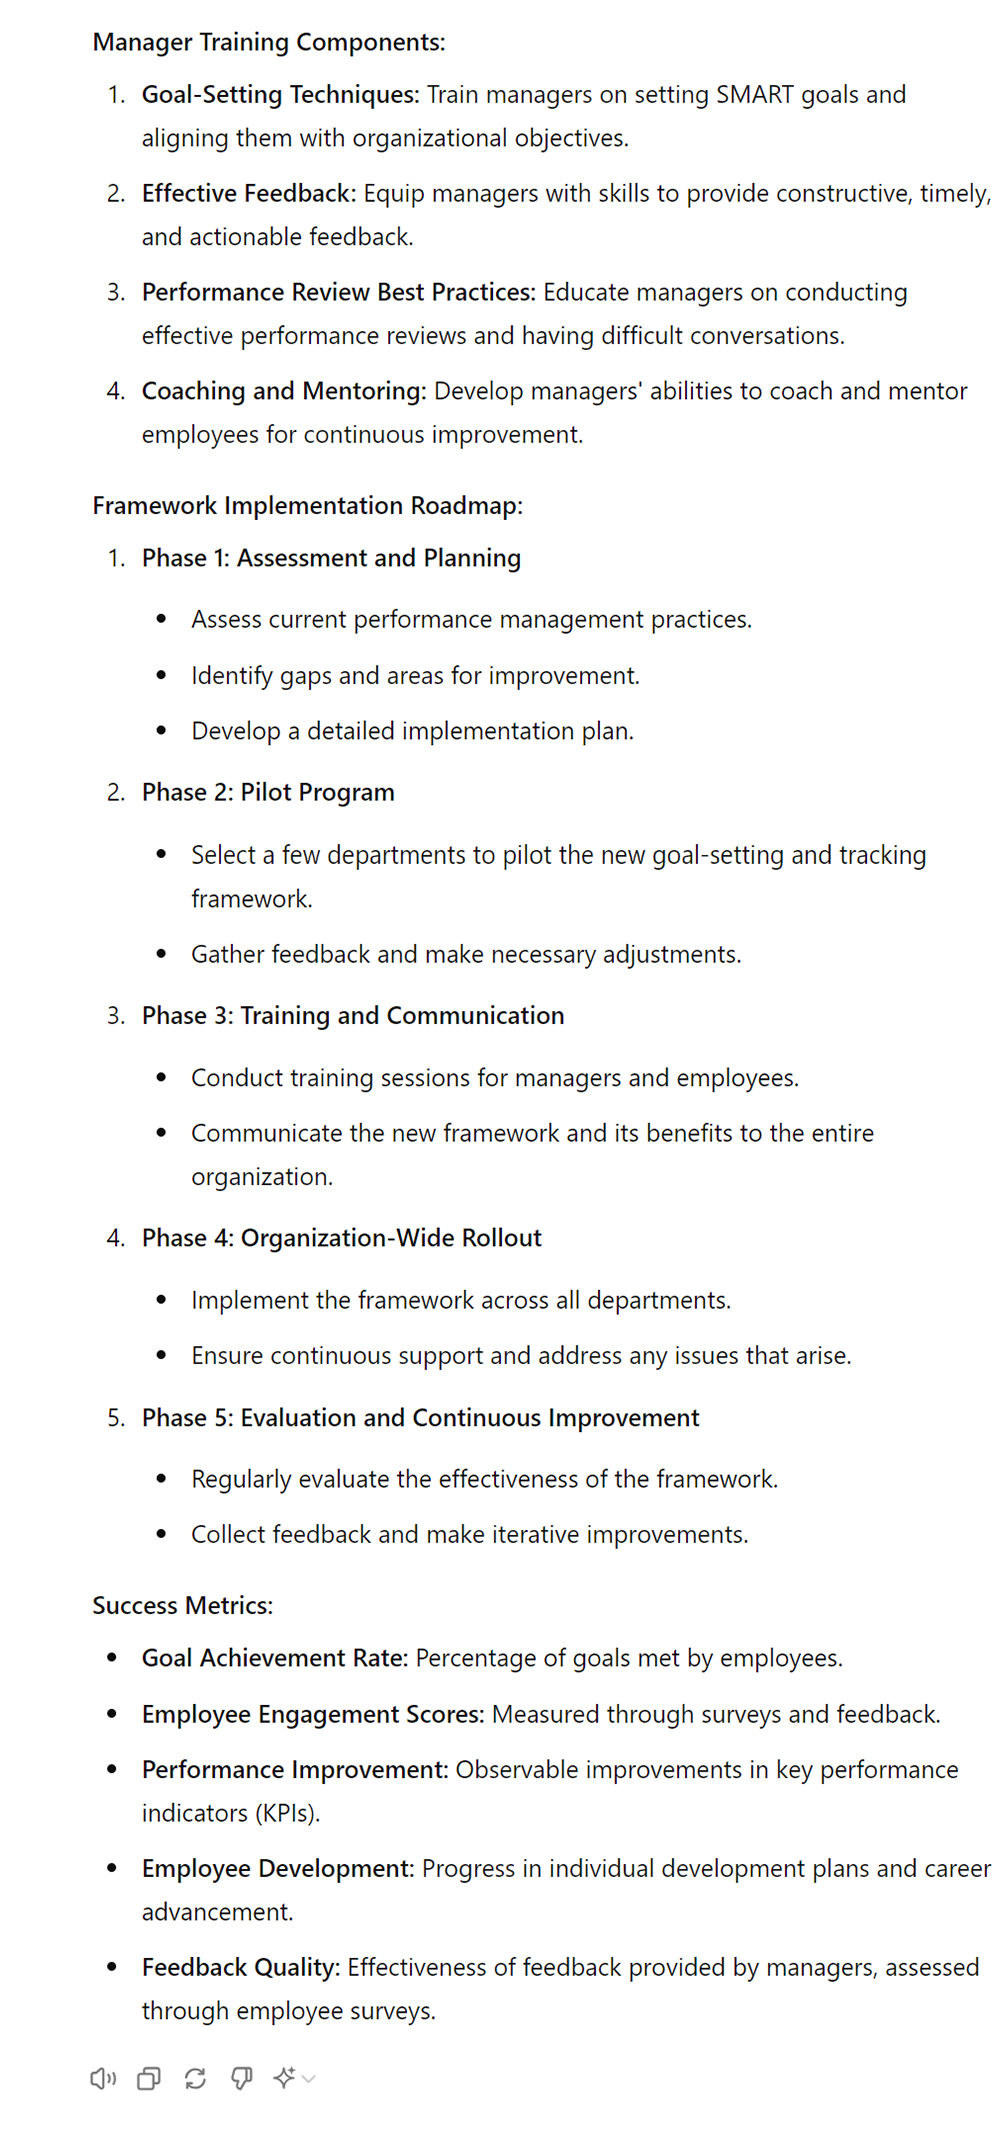 Manager Training Components:
1. Goal-Setting Techniques: Train managers on setting SMART goals and
aligning them with organizational objectives.
2. Effective Feedback: Equip managers with skills to provide constructive, timely,
and actionable feedback.
3. Performance Review Best Practices: Educate managers on conducting
effective performance reviews and having difficult conversations.
4. Coaching and Mentoring: Develop managers' abilities to coach and mentor
employees for continuous improvement.
Framework Implementation Roadmap:
1. Phase 1: Assessment and Planning
• Assess current performance management practices.
• Identify gaps and areas for improvement.
• Develop a detailed implementation plan.
2. Phase 2: Pilot Program
• Select a few departments to pilot the new goal-setting and tracking
framework.
• Gather feedback and make necessary adjustments.
3. Phase 3: Training and Communication
• Conduct training sessions for managers and employees.
• Communicate the new framework and its benefits to the entire
organization.
4. Phase 4: Organization-Wide Rollout
• Implement the framework across all departments.
• Ensure continuous support and address any issues that arise.
5. Phase 5: Evaluation and Continuous Improvement
• Regularly evaluate the effectiveness of the framework.
• Collect feedback and make iterative improvements.
Success Metrics:
• Goal Achievement Rate: Percentage of goals met by employees.
• Employee Engagement Scores: Measured through surveys and feedback.
• Performance Improvement: Observable improvements in key performance
indicators (KPIs).
• Employee Development: Progress in individual development plans and career
advancement.
• Feedback Quality: Effectiveness of feedback provided by managers, assessed
through employee surveys.